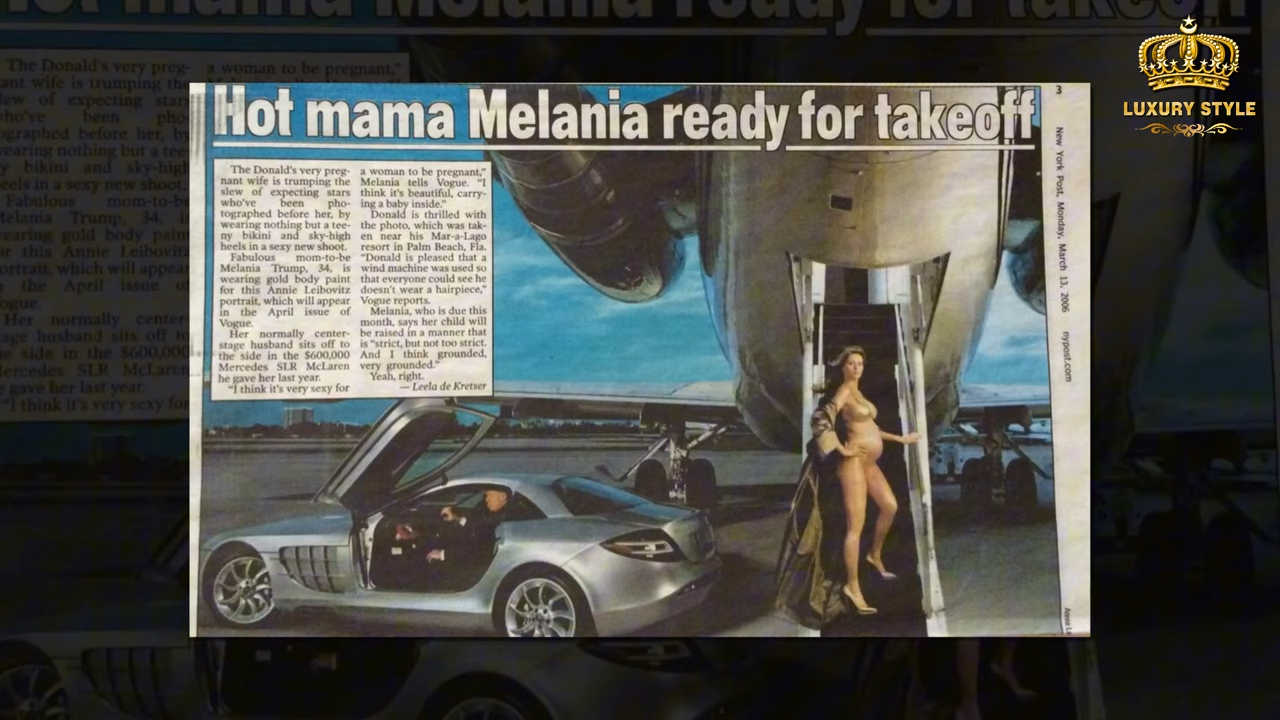 LUXURY STYLE
Hot mama Melania ready for takeoff
The Donald's very preg-
nant wife is trumping the
slew of expecting stars
who've been pho-
tographed before her, by
wearing nothing but a tee-
ny bikini and sky-high
heels in a sexy new shoot.
Fabulous mom-to-be
Melania Trump, 34, is
wearing gold body paint
for this Annie Leibovitz
portrait, which will appear
in the April issue of
Vogue.
Her normally center-
stage husband sits off to
the side in the $600,000
Mercedes SLR McLaren
he gave her last year.
"I think it's very sexy for
a woman to be pregnant,"
Melania tells Vogue. "I
think it's beautiful, carry-
ing a baby inside."
Donald is thrilled with
the photo, which was tak-
en near his Mar-a-Lago
resort in Palm Beach, Fla.
"Donald is pleased that a
wind machine was used so
that everyone could see he
doesn't wear a hairpiece,"
Vogue reports.
Melania, who is due this
month, says her child will
be raised in a manner that
is "strict, but not too strict.
And I think grounded,
very grounded."
Yeah, right.
— Leela de Kretser
3
New York Post, Monday, March 13, 2006
nypost.com